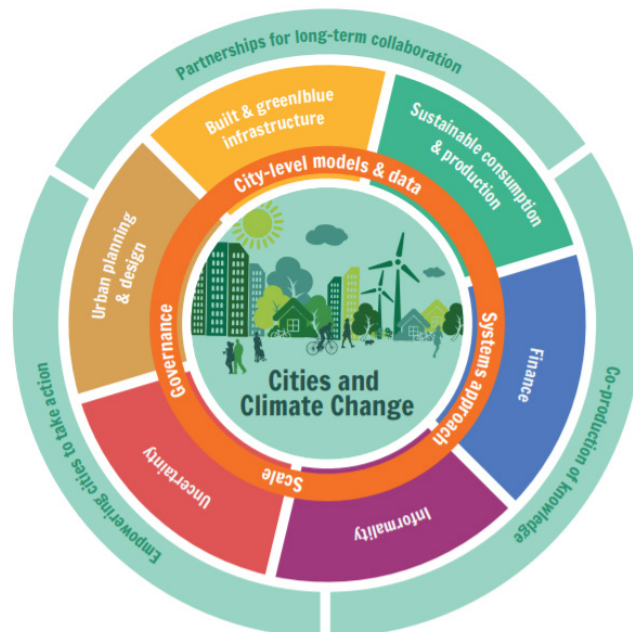 Partnerships for long-term collaboration
Built & green/blue
infrastructure
Sustainable consumption
& production
City-level models & data
Urban planning
& design
Governance
Systems approach
Finance
Cities and
Climate Change
Scale
Uncertainty
Informality
Empowering cities to take action
Co-production of knowledge